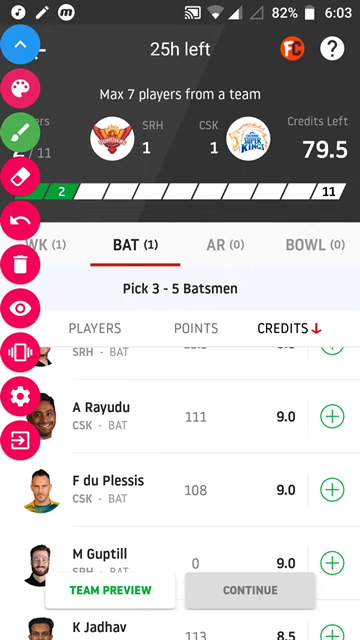 82% 6:03
25h left
FC ?
Max 7 players from a team
SRH CSK Credits Left
1 1 79.5
/ 11
2 11
WK (1) BAT (1) AR (0) BOWL (0)
Pick 3 - 5 Batsmen
PLAYERS POINTS CREDITS
SRH - BAT
A Rayudu
CSK - BAT 111 9.0
F du Plessis
CSK - BAT 108 9.0
M Guptill
SRH - BAT 0 9.0
TEAM PREVIEW CONTINUE
K Jadhav 113 8.5